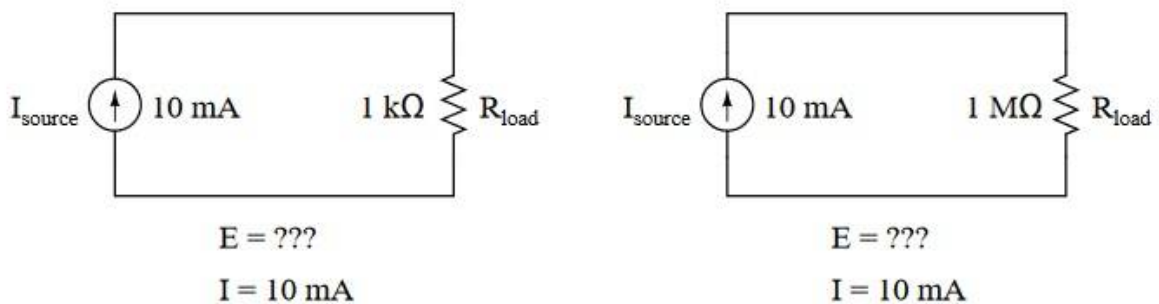 I_source 10 mA 1 kΩ R_load
E = ???
I = 10 mA
I_source 10 mA 1 MΩ R_load
E = ???
I = 10 mA